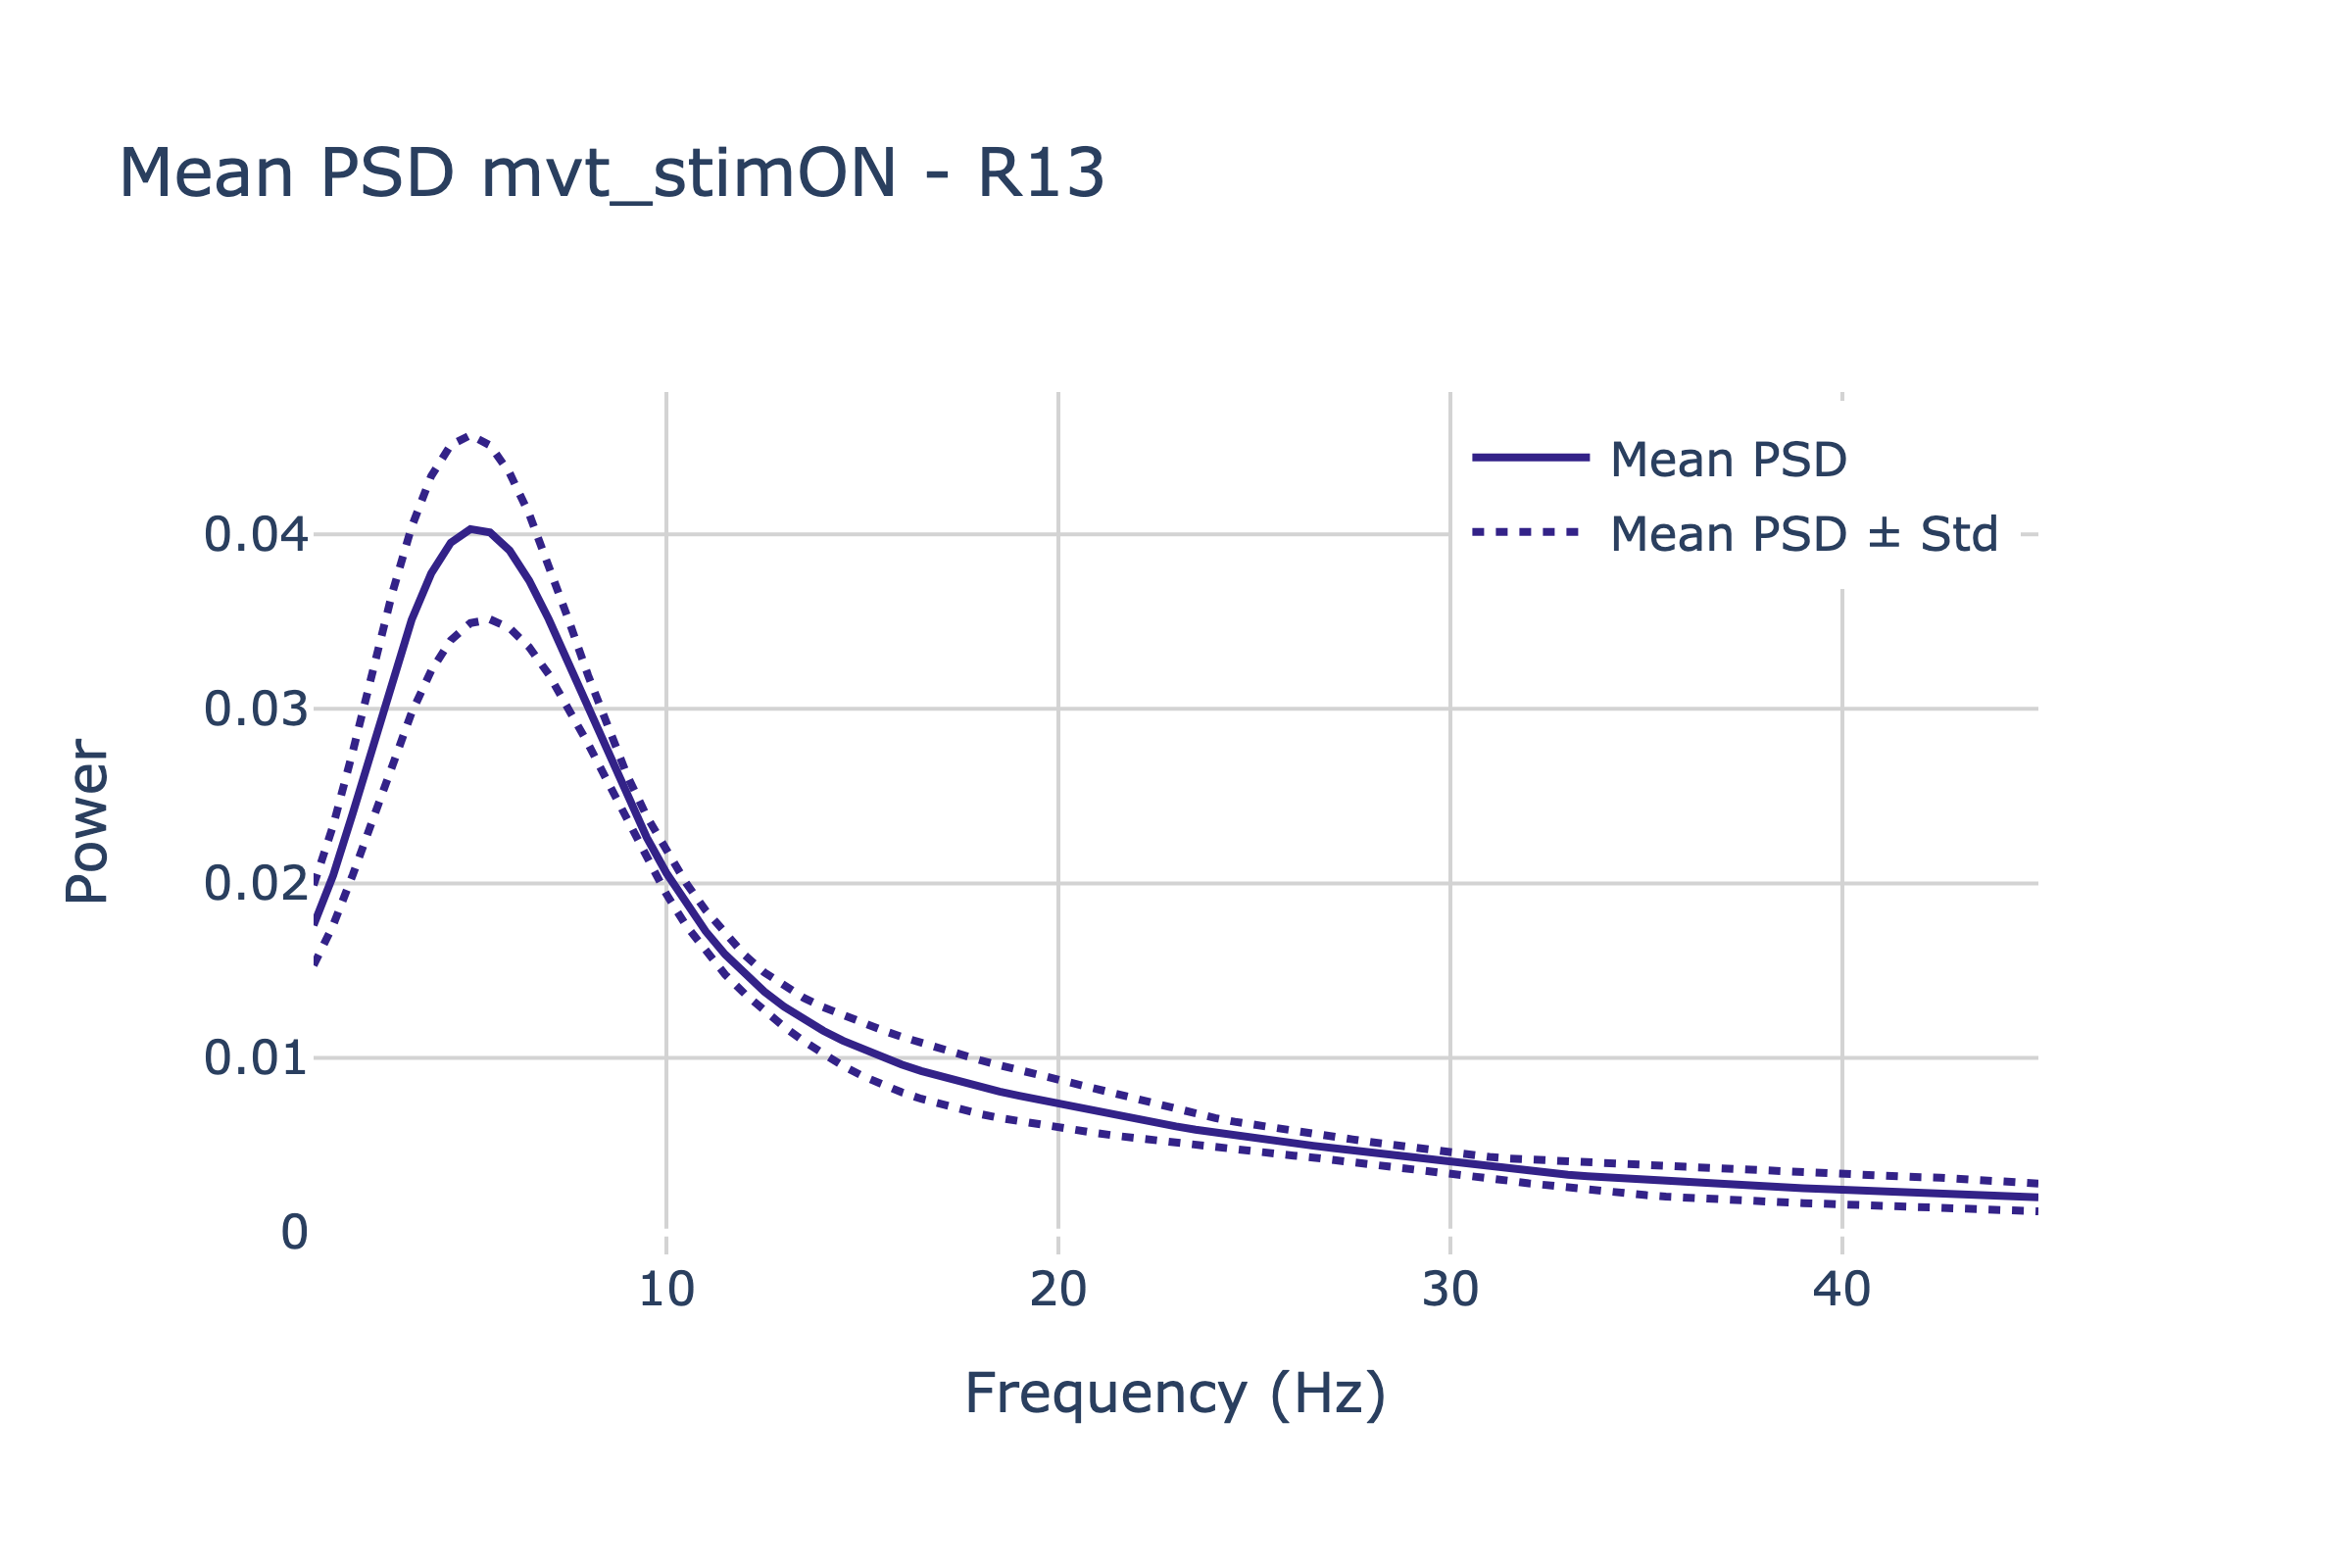 Mean PSD mvt_stimON - R13
Mean PSD
Mean PSD ± Std
0.04
0.03
0.02
0.01
0
Power
10 20 30 40
Frequency (Hz)